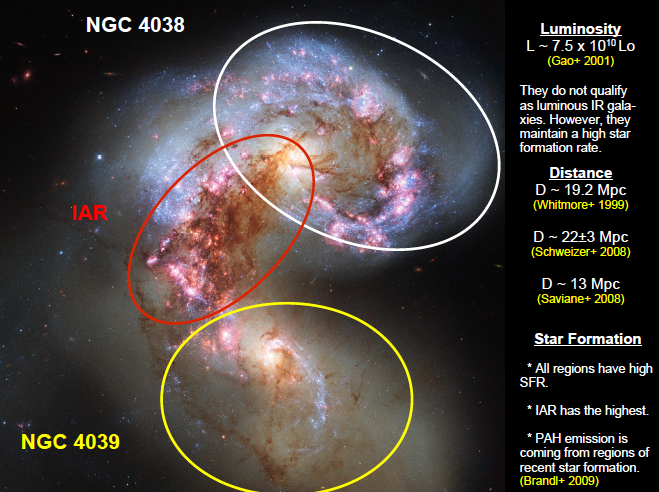 NGC 4038
IAR
NGC 4039
Luminosity
L ~ 7.5 x 10¹⁰ Lo
(Gao+ 2001)
They do not qualify
as luminous IR gala-
xies. However, they
maintain a high star
formation rate.
Distance
D ~ 19.2 Mpc
(Whitmore+ 1999)
D ~ 22±3 Mpc
(Schweizer+ 2008)
D ~ 13 Mpc
(Saviane+ 2008)
Star Formation
* All regions have high
SFR.
* IAR has the highest.
* PAH emission is
coming from regions of
recent star formation.
(Brandl+ 2009)